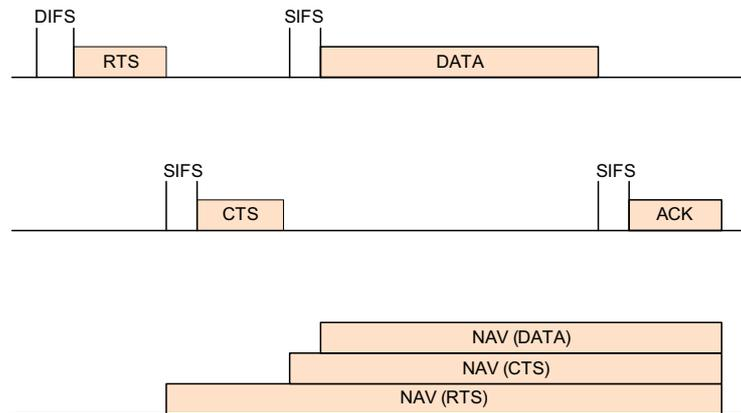 DIFS
SIFS
RTS
DATA
SIFS
SIFS
CTS
ACK
NAV (DATA)
NAV (CTS)
NAV (RTS)